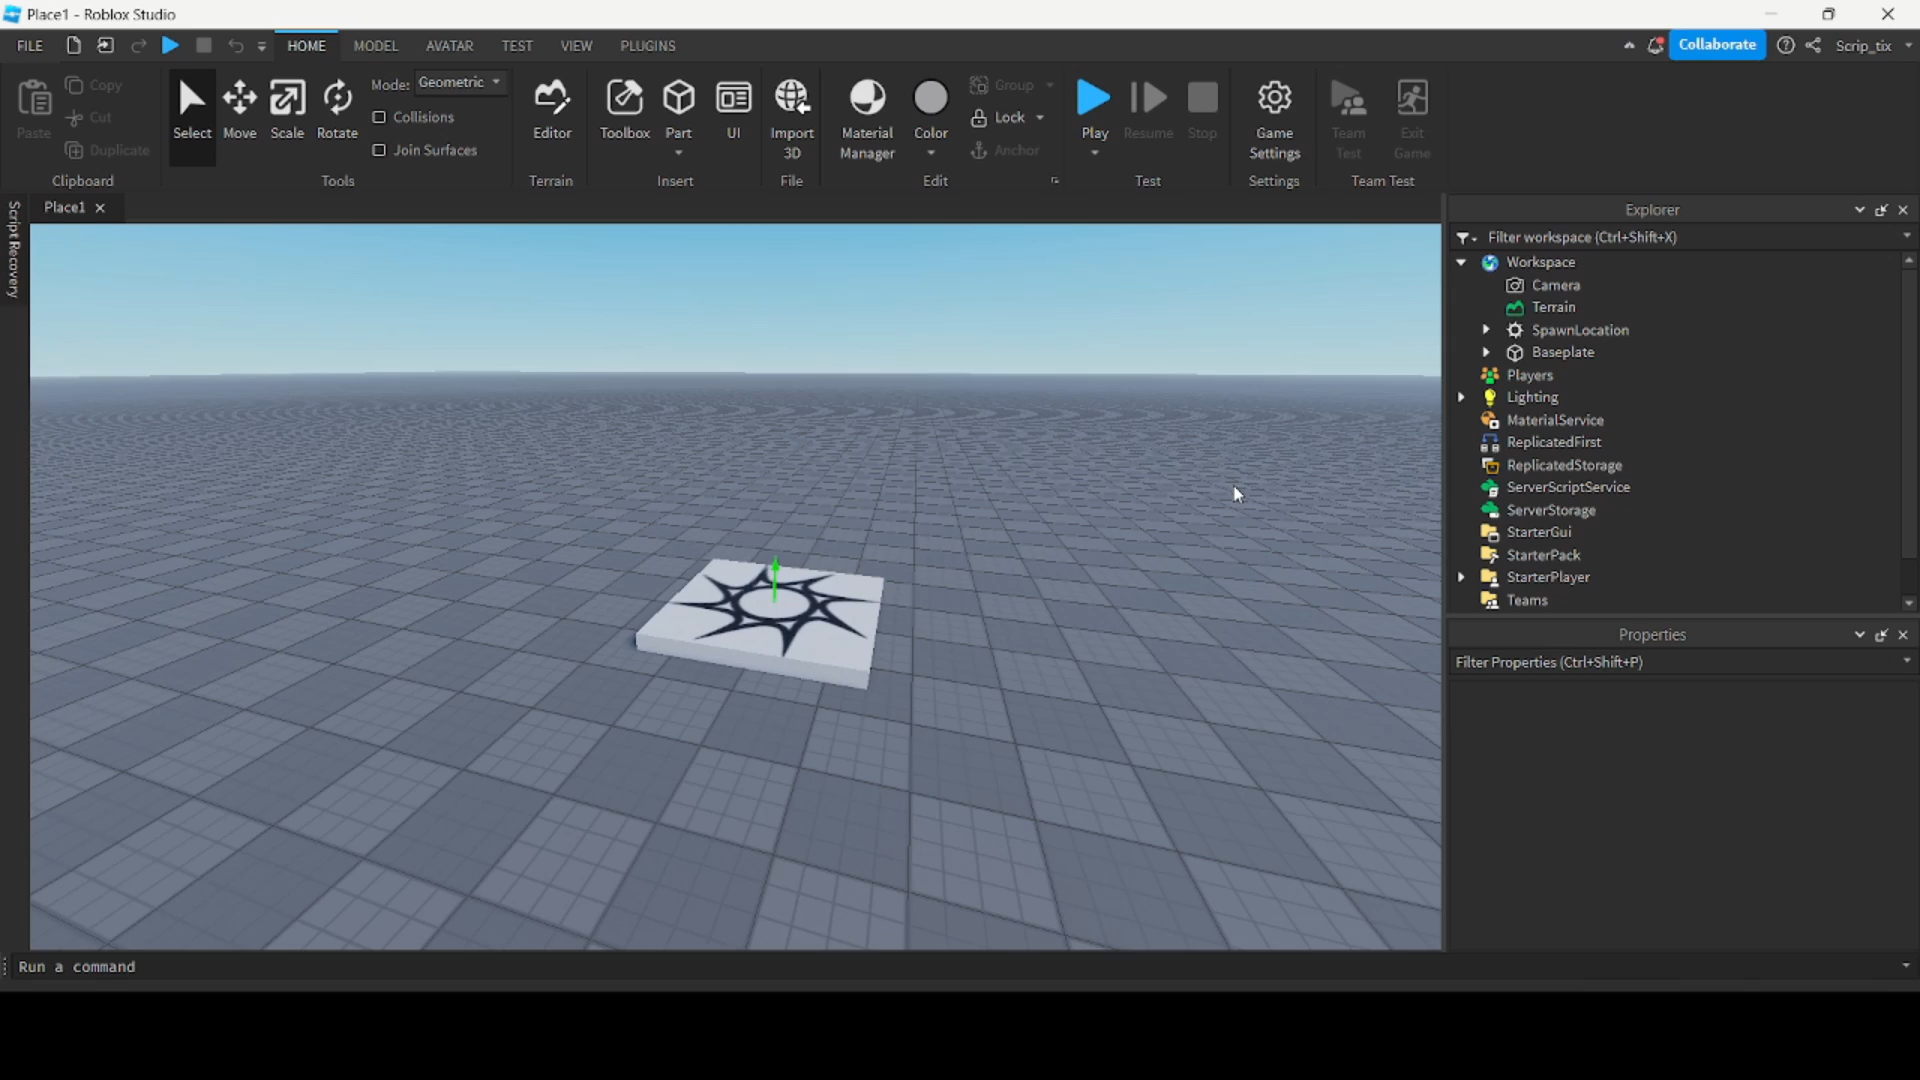 Place1 - Roblox Studio
FILE HOME MODEL AVATAR TEST VIEW PLUGINS Collaborate Scrip_tix
Paste Copy Cut Duplicate
Clipboard
Select Move Scale Rotate
Mode: Geometric
Collisions
Join Surfaces
Tools
Editor
Terrain
Toolbox Part UI
Insert
Import
3D
File
Material
Manager
Color
Group
Lock
Anchor
Edit
Play Resume Stop
Test
Game
Settings
Settings
Team
Test
Exit
Game
Team Test
Script Recovery
Place1
Explorer
Filter workspace (Ctrl+Shift+X)
Workspace
Camera
Terrain
SpawnLocation
Baseplate
Players
Lighting
MaterialService
ReplicatedFirst
ReplicatedStorage
ServerScriptService
ServerStorage
StarterGui
StarterPack
StarterPlayer
Teams
Properties
Filter Properties (Ctrl+Shift+P)
Run a command